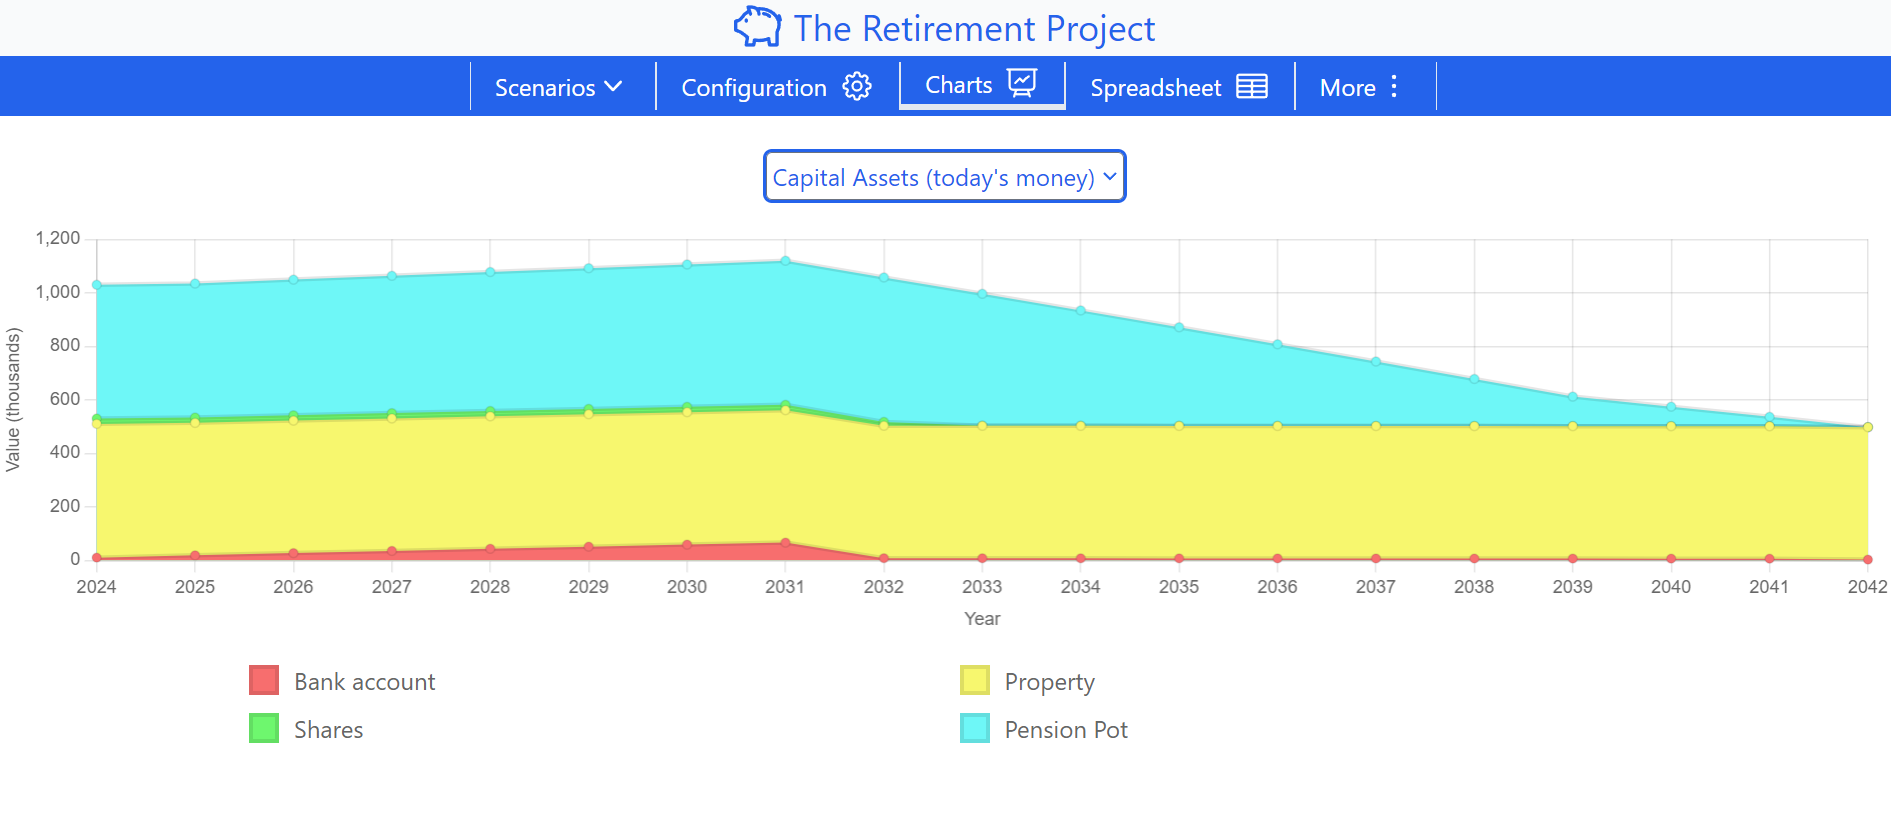 The Retirement Project
Scenarios Configuration Charts Spreadsheet More
Capital Assets (today's money)
1,200
1,000
800
600
400
200
0
Value (thousands)
2024 2025 2026 2027 2028 2029 2030 2031 2032 2033 2034 2035 2036 2037 2038 2039 2040 2041 2042
Year
Bank account Property
Shares Pension Pot